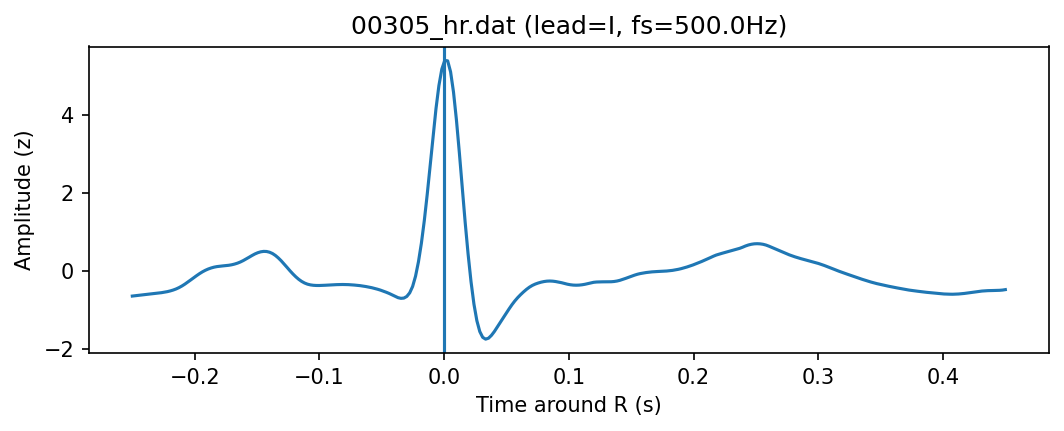 00305_hr.dat (lead=I, fs=500.0Hz)
Amplitude (z)
4
2
0
−2
−0.2 −0.1 0.0 0.1 0.2 0.3 0.4
Time around R (s)